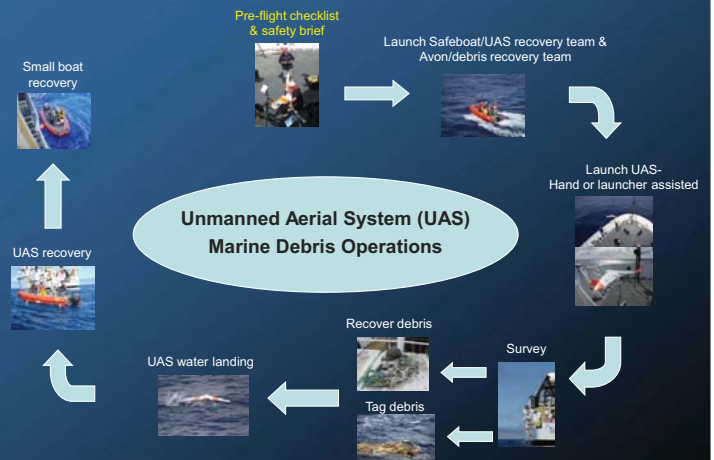 Pre-flight checklist
& safety brief
Launch Safeboat/UAS recovery team &
Avon/debris recovery team
Launch UAS-
Hand or launcher assisted
Survey
Recover debris
Tag debris
UAS water landing
UAS recovery
Small boat
recovery
Unmanned Aerial System (UAS)
Marine Debris Operations